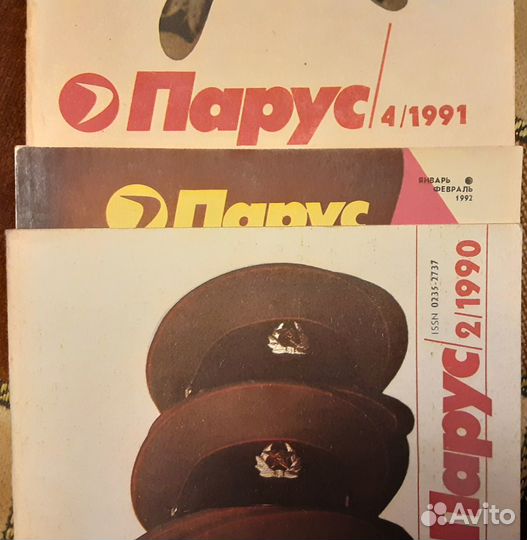 Парус/4/1991
ЯНВАРЬ
ФЕВРАЛЬ
1992
Парус
ISSN 0235-2737
Парус/2/1990
Avito